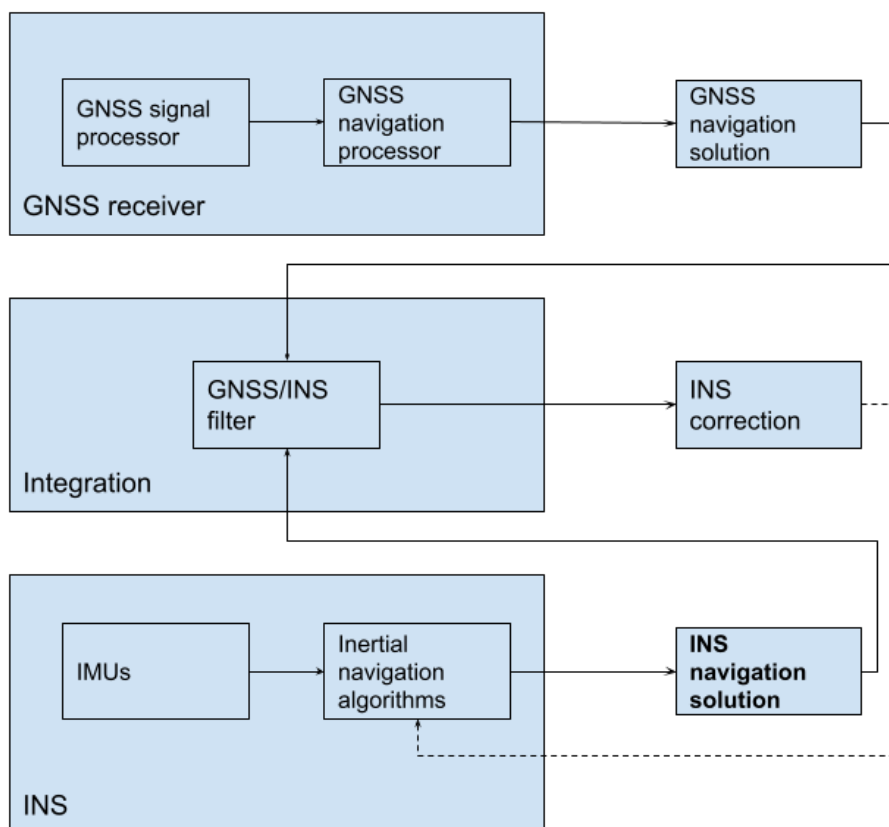 GNSS signal
processor
GNSS
navigation
processor
GNSS
navigation
solution
GNSS receiver
GNSS/INS
filter
INS
correction
Integration
IMUs
Inertial
navigation
algorithms
INS
navigation
solution
INS